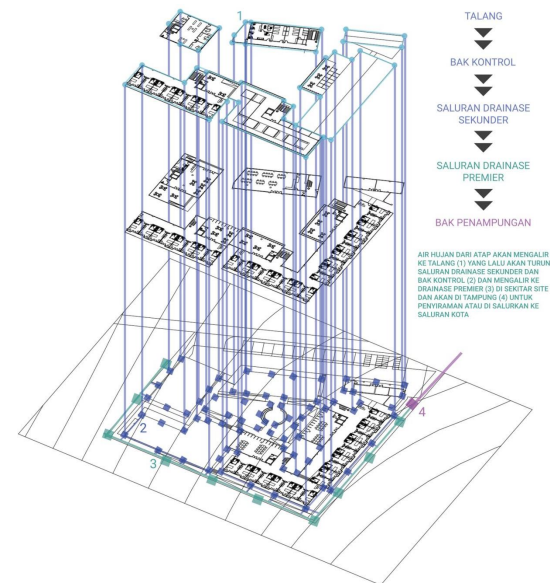 1
TALANG
BAK KONTROL
SALURAN DRAINASE
SEKUNDER
SALURAN DRAINASE
PREMIER
BAK PENAMPUNGAN
AIR HUJAN DARI ATAP AKAN MENGALIR
KE TALANG (1) YANG LALU AKAN TURUN
SALURAN DRAINASE SEKUNDER DAN
BAK KONTROL (2) DAN MENGALIR KE
DRAINASE PREMIER (3) DI SEKITAR SITE
DAN AKAN DI TAMPUNG (4) UNTUK
PENYIRAMAN ATAU DI SALURKAN KE
SALURAN KOTA
4
2
3